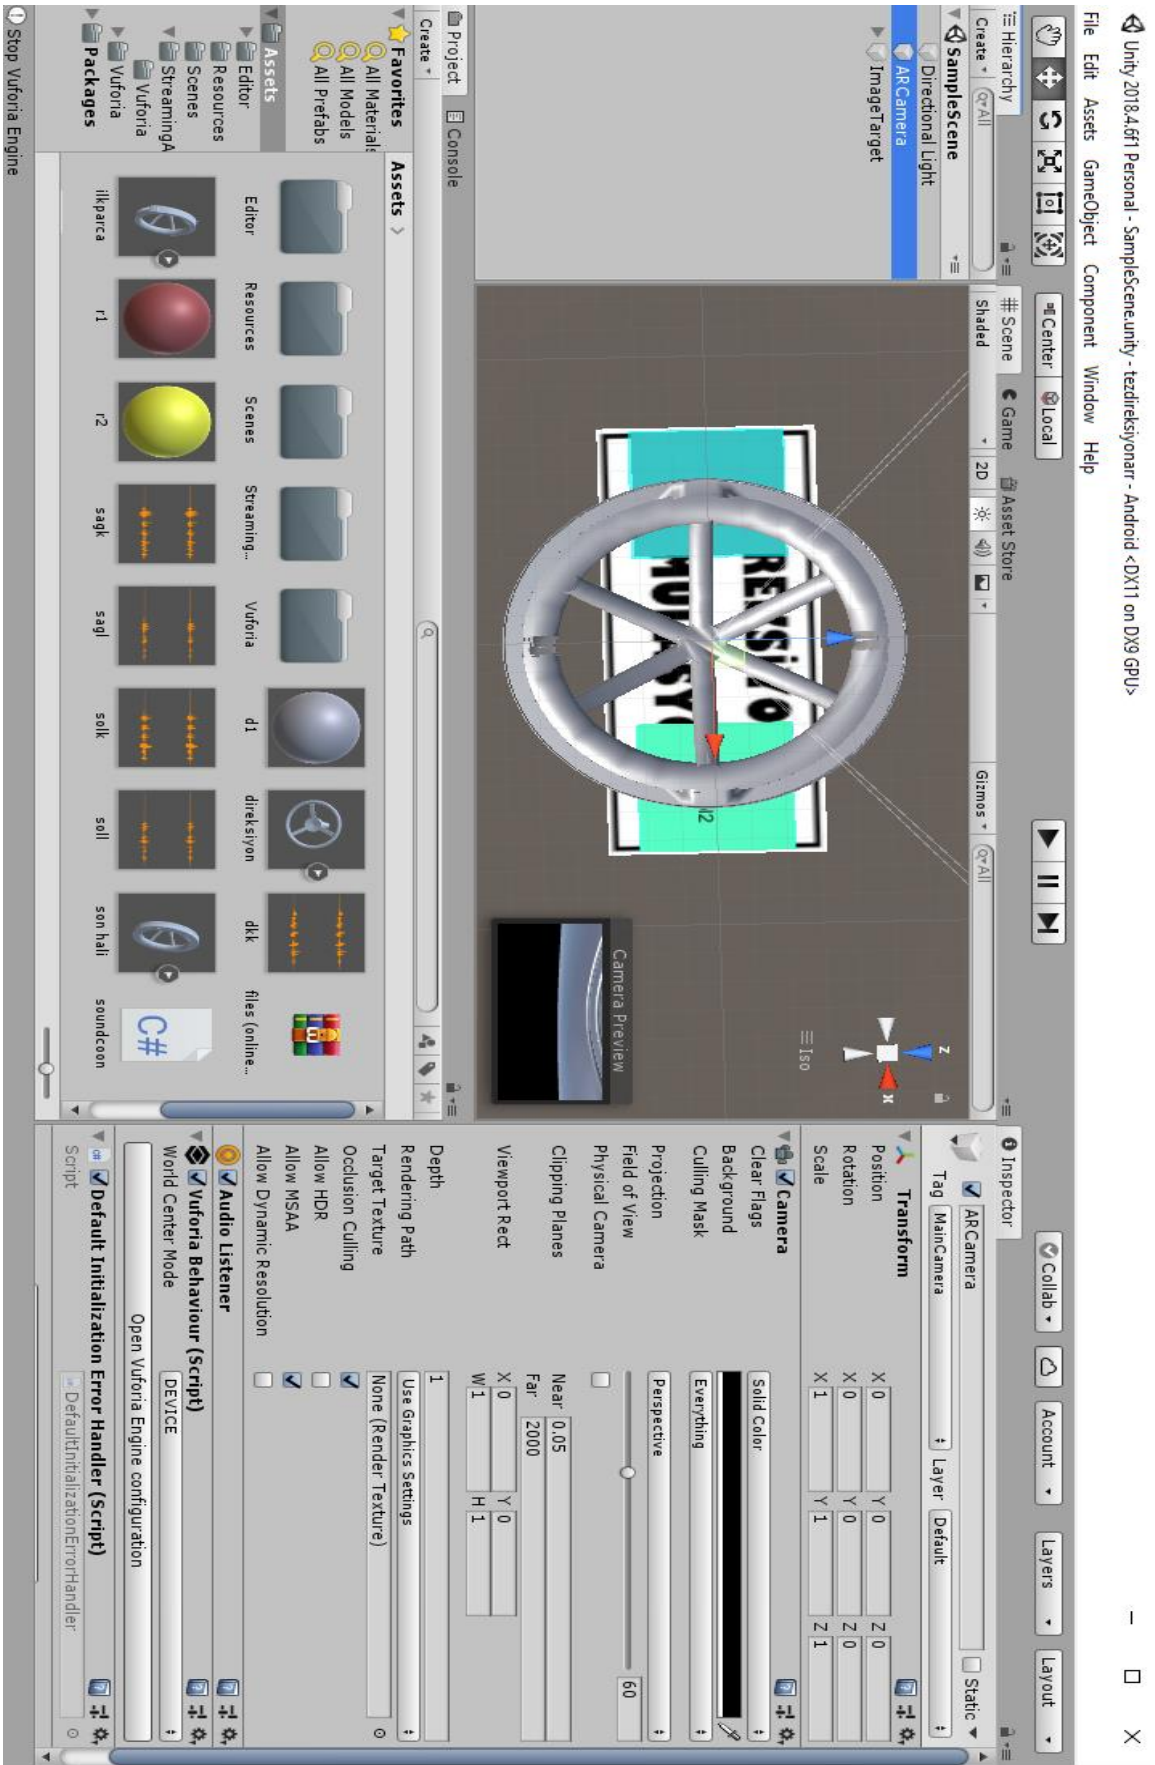 Unity 2018.4.6f1 Personal - SampleScene.unity - tezdireksiyonarr - Android <DX11 on DX9 GPU>
File Edit Assets GameObject Component Window Help
Center Local
Collab Account Layers Layout
Hierarchy
Create All
SampleScene
Directional Light
ARCamera
ImageTarget
Scene Game Asset Store
Shaded 2D Gizmos All
Z
X
Iso
REKSİYO
MONTASYO
Camera Preview
Inspector
ARCamera Static
Tag MainCamera Layer Default
Transform
Position X 0 Y 0 Z 0
Rotation X 0 Y 0 Z 0
Scale X 1 Y 1 Z 1
Camera
Clear Flags Solid Color
Background
Culling Mask Everything
Projection Perspective
Field of View 60
Physical Camera
Clipping Planes Near 0.05
Far 2000
Viewport Rect X 0 Y 0
W 1 H 1
Depth 1
Rendering Path Use Graphics Settings
Target Texture None (Render Texture)
Occlusion Culling
Allow HDR
Allow MSAA
Allow Dynamic Resolution
Audio Listener
Vuforia Behaviour (Script)
World Center Mode DEVICE
Open Vuforia Engine configuration
Default Initialization Error Handler (Script)
Script DefaultInitializationErrorHandler
Project Console
Create
Favorites
All Materials
All Models
All Prefabs
Assets
Editor
Resources
Scenes
StreamingA
Vuforia
Vuforia
Packages
Assets >
Editor Resources Scenes Streaming... Vuforia d1 direksiyon dkk files (online...
ilkparca r1 r2 sagk sagl solk soll son hali C# soundcoon
Stop Vuforia Engine